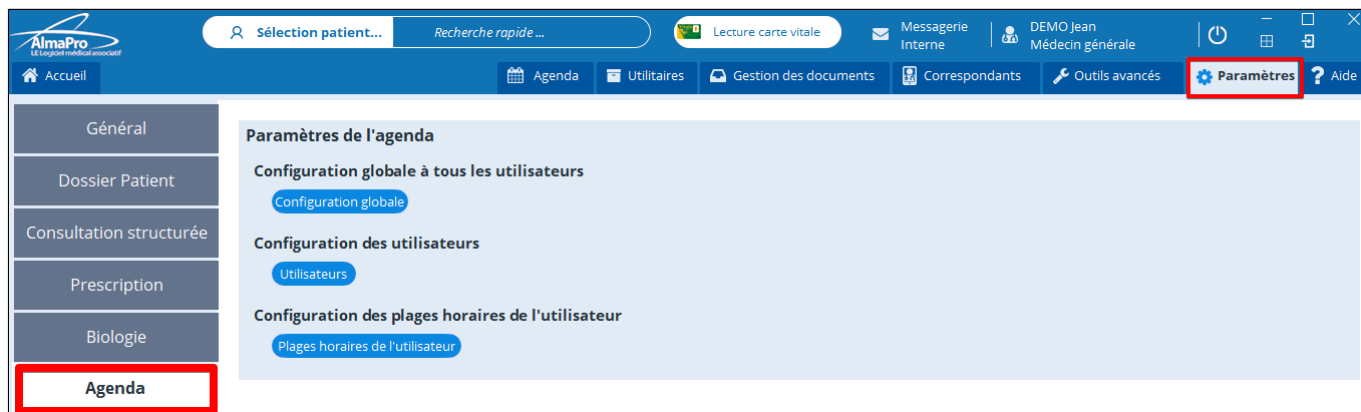 AlmaPro
LE Logiciel médical associatif
Sélection patient...
Recherche rapide ...
Lecture carte vitale
Messagerie
Interne
DEMO Jean
Médecin générale
Accueil
Agenda
Utilitaires
Gestion des documents
Correspondants
Outils avancés
Paramètres
? Aide
Général
Dossier Patient
Consultation structurée
Prescription
Biologie
Agenda
Paramètres de l'agenda
Configuration globale à tous les utilisateurs
Configuration globale
Configuration des utilisateurs
Utilisateurs
Configuration des plages horaires de l'utilisateur
Plages horaires de l'utilisateur